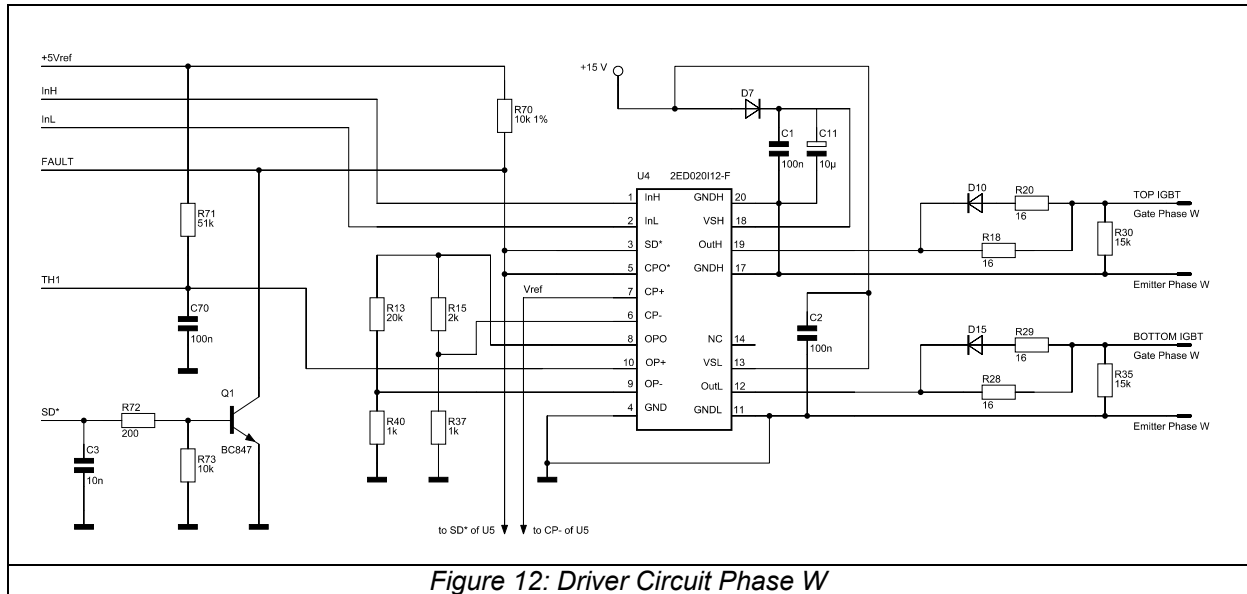 +5Vref
InH
InL
FAULT
R70
10k 1%
R71
51k
TH1
C70
100n
SD*
R72
200
Q1
BC847
C3
10n
R73
10k
R13
20k
R15
2k
R40
1k
R37
1k
Vref
to SD* of U5
to CP- of U5
+15 V
D7
C1
100n
C11
10µ
U4 2ED020I12-F
1 InH GNDH 20
2 InL VSH 18
3 SD* OutH 19
5 CPO* GNDH 17
7 CP+
6 CP-
8 OPO NC 14
10 OP+ VSL 13
9 OP- OutL 12
4 GND GNDL 11
C2
100n
D10
R20
16
R18
16
R30
15k
TOP IGBT
Gate Phase W
Emitter Phase W
D15
R29
16
R28
16
R35
15k
BOTTOM IGBT
Gate Phase W
Emitter Phase W
Figure 12: Driver Circuit Phase W